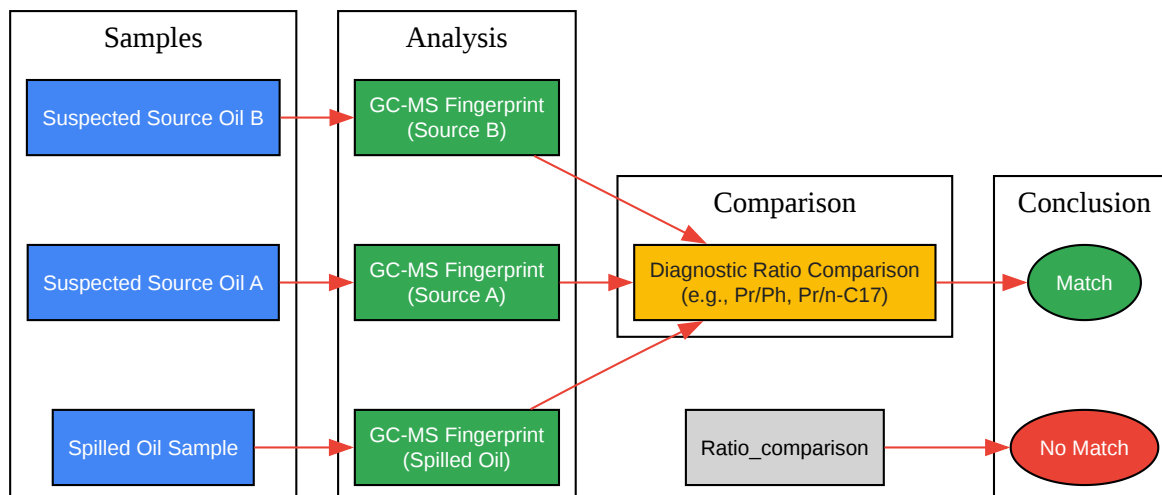 Samples
Suspected Source Oil B
Suspected Source Oil A
Spilled Oil Sample
Analysis
GC-MS Fingerprint
(Source B)
GC-MS Fingerprint
(Source A)
GC-MS Fingerprint
(Spilled Oil)
Comparison
Diagnostic Ratio Comparison
(e.g., Pr/Ph, Pr/n-C17)
Ratio_comparison
Conclusion
Match
No Match